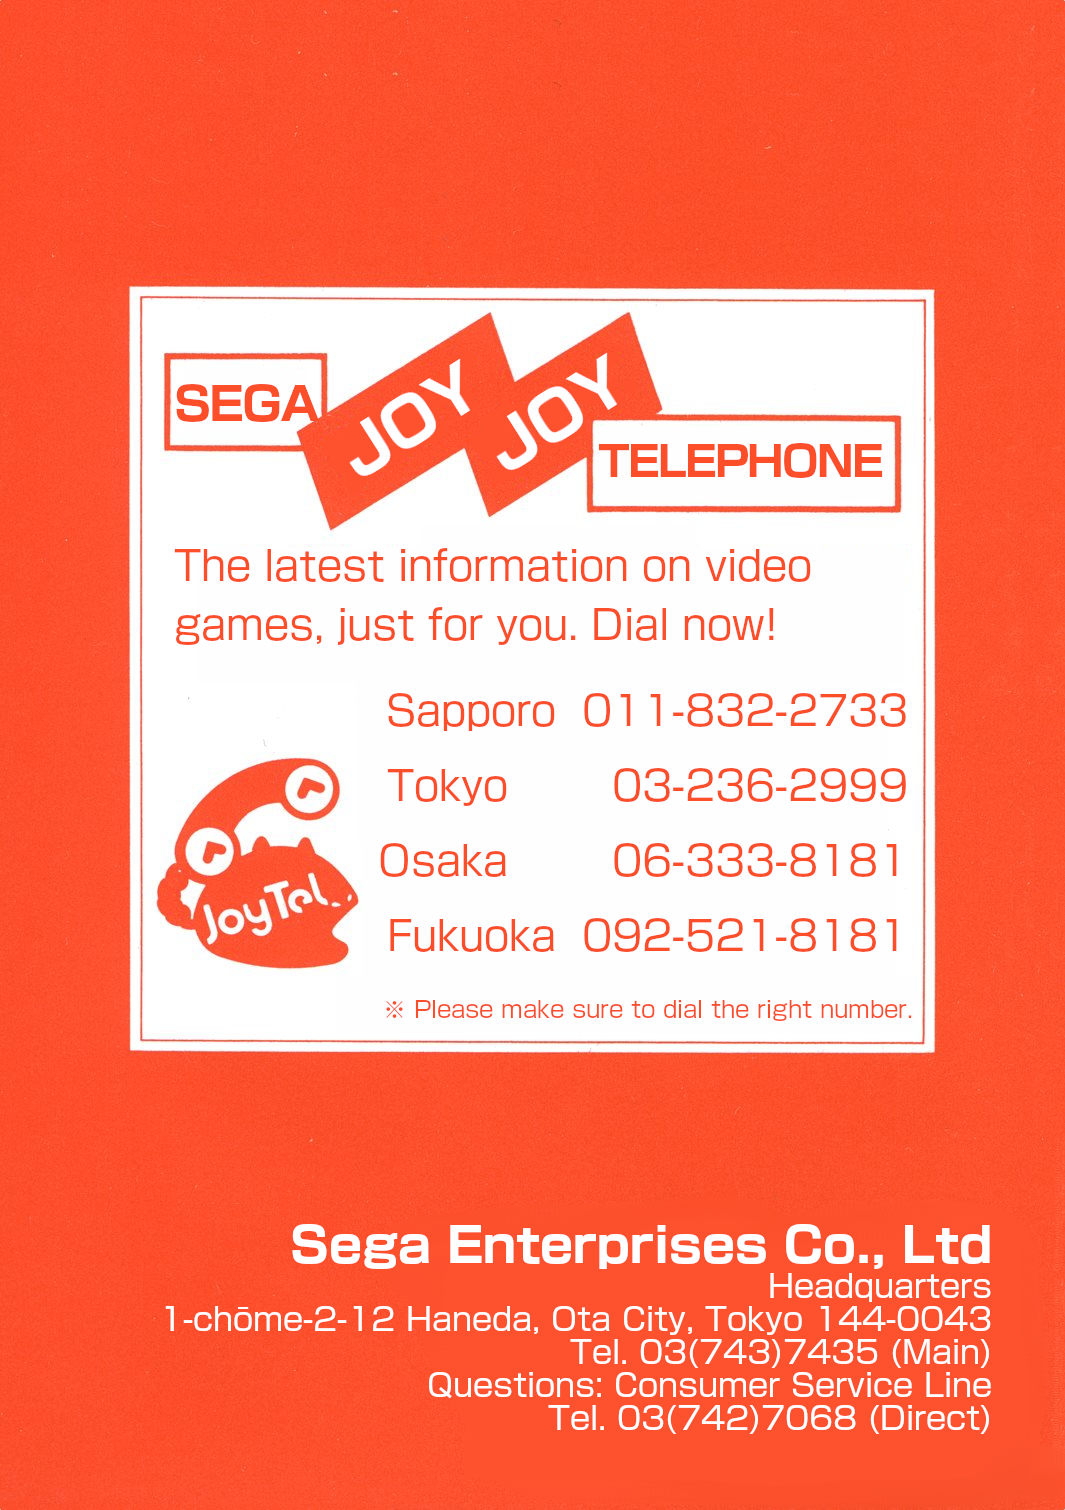 SEGA JOY JOY TELEPHONE
The latest information on video
games, just for you. Dial now!
Sapporo 011-832-2733
Tokyo 03-236-2999
Osaka 06-333-8181
Fukuoka 092-521-8181
JoyTel
※ Please make sure to dial the right number.
Sega Enterprises Co., Ltd
Headquarters
1-chōme-2-12 Haneda, Ota City, Tokyo 144-0043
Tel. 03(743)7435 (Main)
Questions: Consumer Service Line
Tel. 03(742)7068 (Direct)